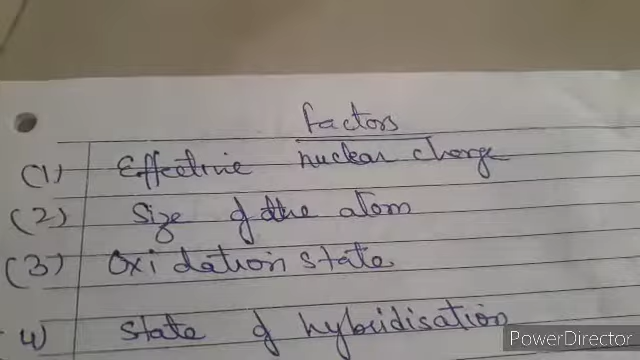 Factors
(1) Effective nuclear charge
(2) Size of the atom
(3) Oxidation state
4) State of hybridisation
PowerDirector